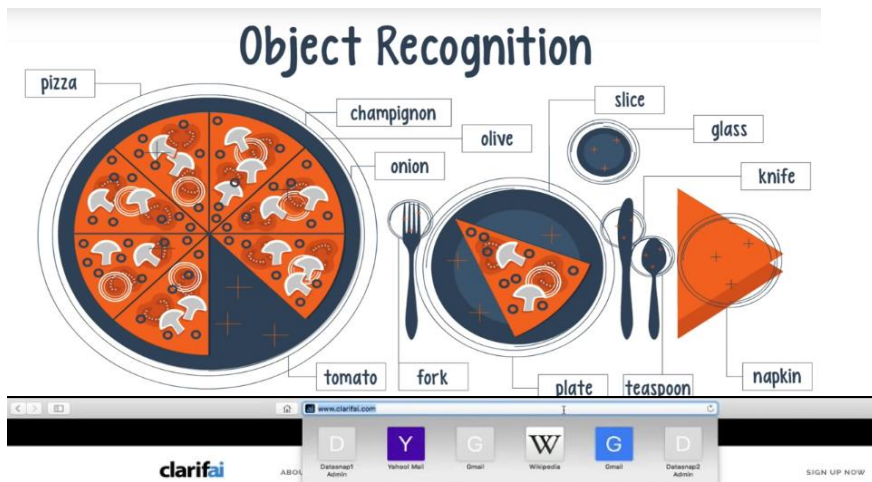 Object Recognition
pizza
champignon
olive
onion
slice
glass
knife
tomato
fork
plate
teaspoon
napkin
www.clarifai.com
D
Y
G
W
G
D
Datasnap1 Admin
Yahoo! Mail
Gmail
Wikipedia
Gmail
Datasnap2 Admin
clarifai
ABOU
SIGN UP NOW